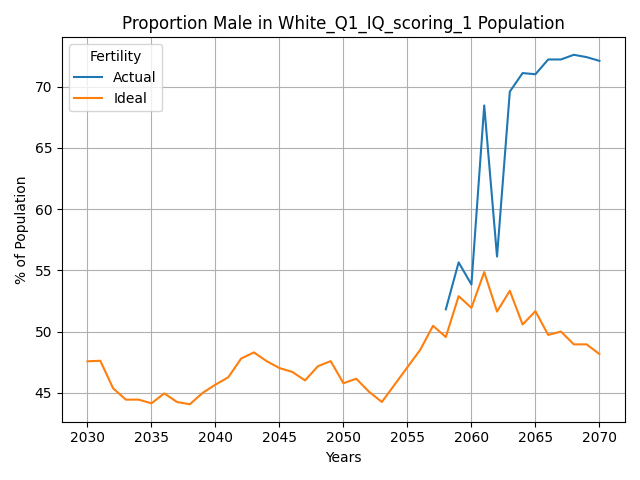 Proportion Male in White_Q1_IQ_scoring_1 Population
Fertility
Actual
Ideal
% of Population
70
65
60
55
50
45
2030 2035 2040 2045 2050 2055 2060 2065 2070
Years